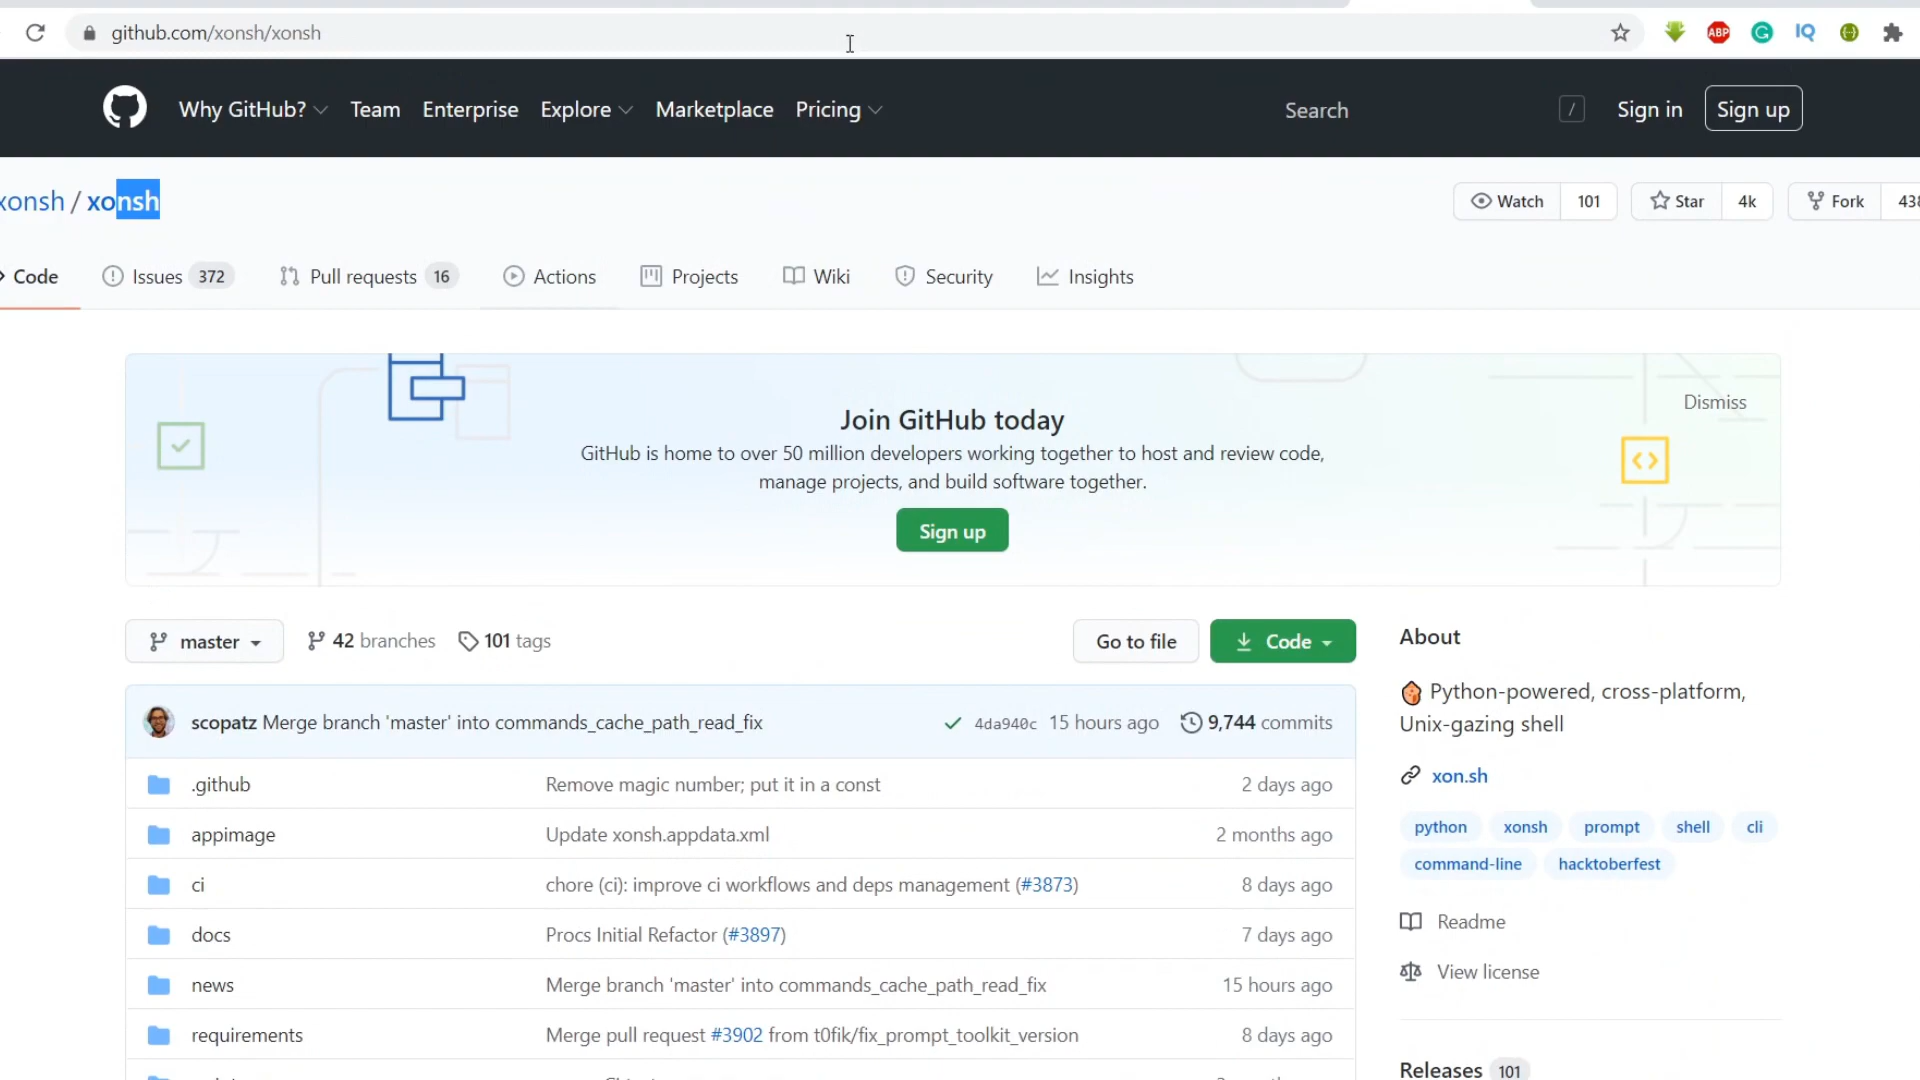 github.com/xonsh/xonsh
ABP
IQ
Why GitHub? Team Enterprise Explore Marketplace Pricing Search / Sign in Sign up
xonsh / xonsh
Watch 101 Star 4k Fork
Code Issues 372 Pull requests 16 Actions Projects Wiki Security Insights
Join GitHub today
Dismiss
GitHub is home to over 50 million developers working together to host and review code,
manage projects, and build software together.
Sign up
master 42 branches 101 tags Go to file Code
scopatz Merge branch 'master' into commands_cache_path_read_fix 4da940c 15 hours ago 9,744 commits
.github Remove magic number; put it in a const 2 days ago
appimage Update xonsh.appdata.xml 2 months ago
ci chore (ci): improve ci workflows and deps management (#3873) 8 days ago
docs Procs Initial Refactor (#3897) 7 days ago
news Merge branch 'master' into commands_cache_path_read_fix 15 hours ago
requirements Merge pull request #3902 from t0fik/fix_prompt_toolkit_version 8 days ago
About
Python-powered, cross-platform,
Unix-gazing shell
xon.sh
python xonsh prompt shell cli
command-line hacktoberfest
Readme
View license
Releases 101